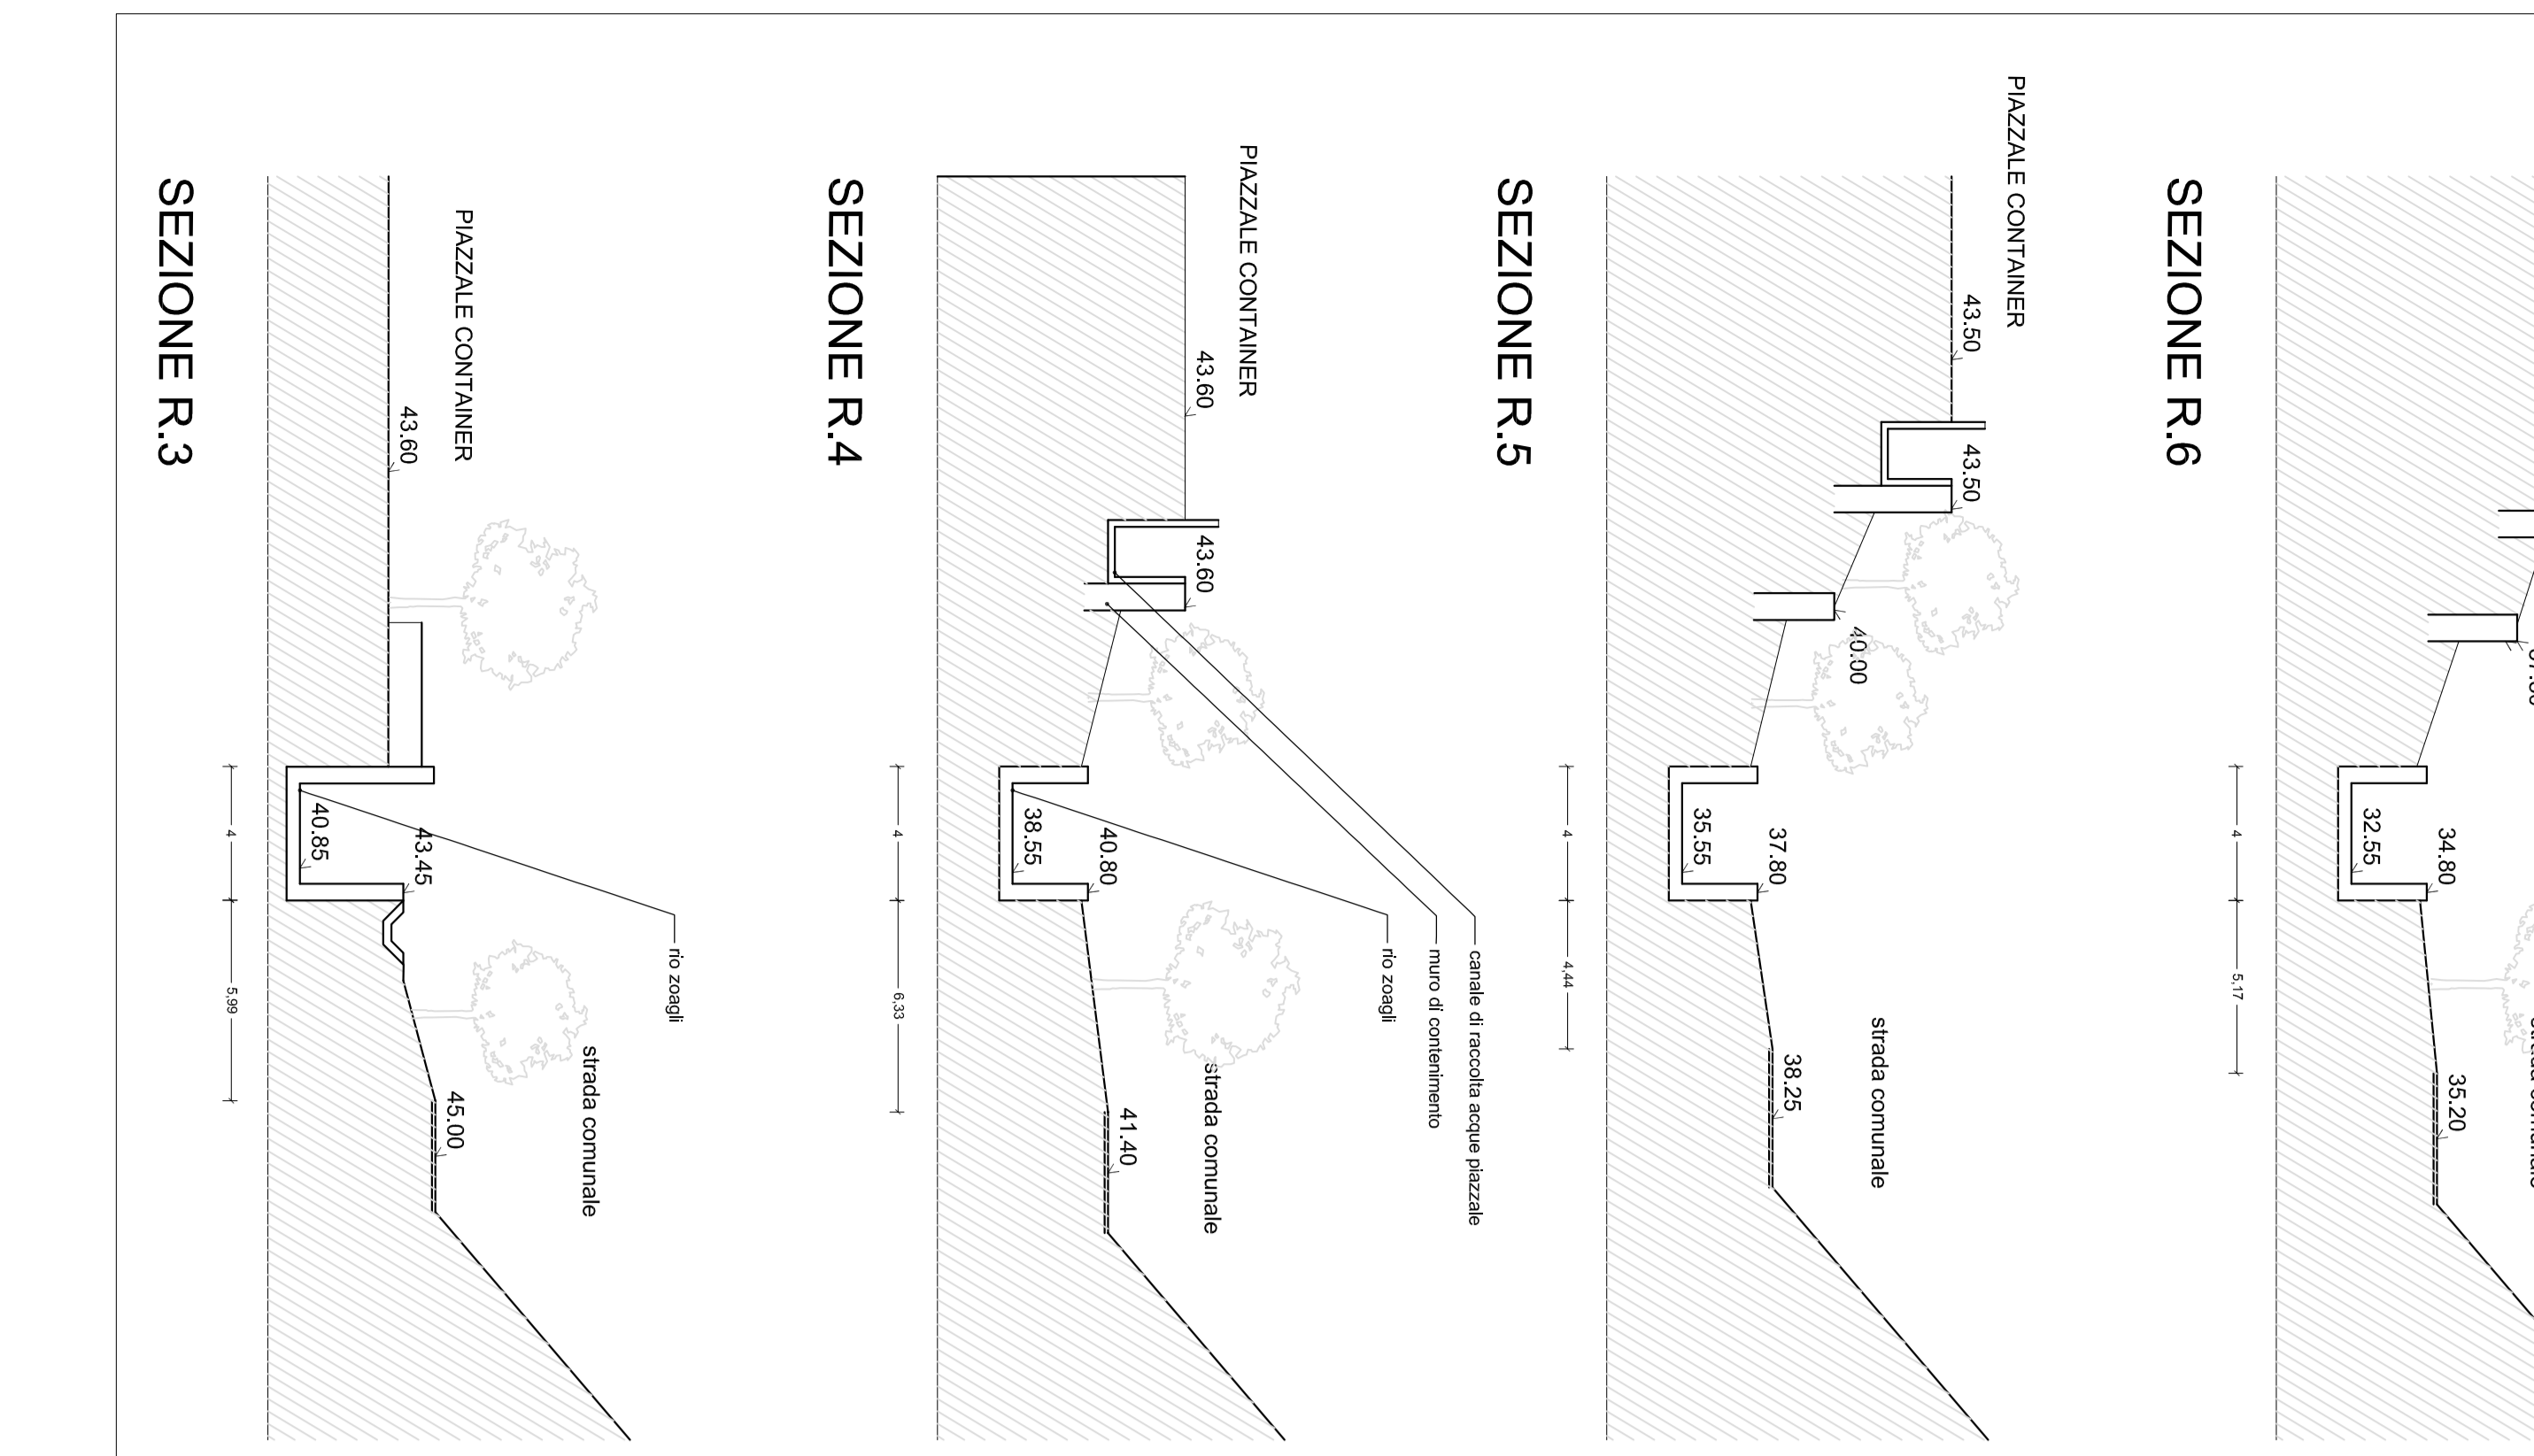 SEZIONE R.3
PIAZZALE CONTAINER
43.60
40.85
43.45
45.00
strada comunale
rio zoagli
4
5,99
SEZIONE R.4
PIAZZALE CONTAINER
43.60
43.60
38.55
40.80
41.40
strada comunale
rio zoagli
muro di contenimento
canale di raccolta acque piazzale
4
6,33
SEZIONE R.5
PIAZZALE CONTAINER
43.50
43.50
40.00
35.55
37.80
38.25
strada comunale
4
4,44
SEZIONE R.6
32.55
34.80
35.20
4
5,17